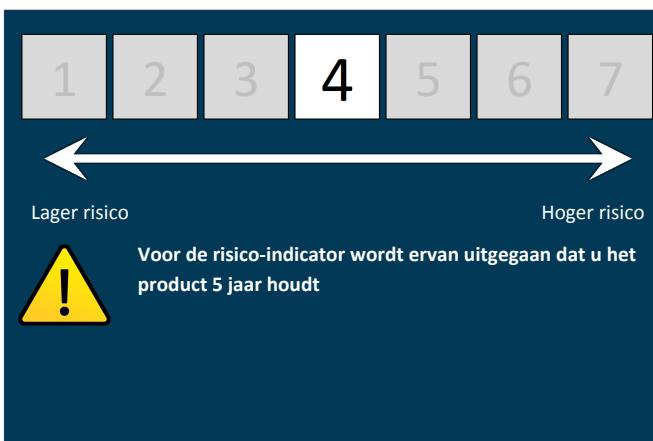 1 2 3 4 5 6 7
Lager risico Hoger risico
Voor de risico-indicator wordt ervan uitgegaan dat u het
product 5 jaar houdt